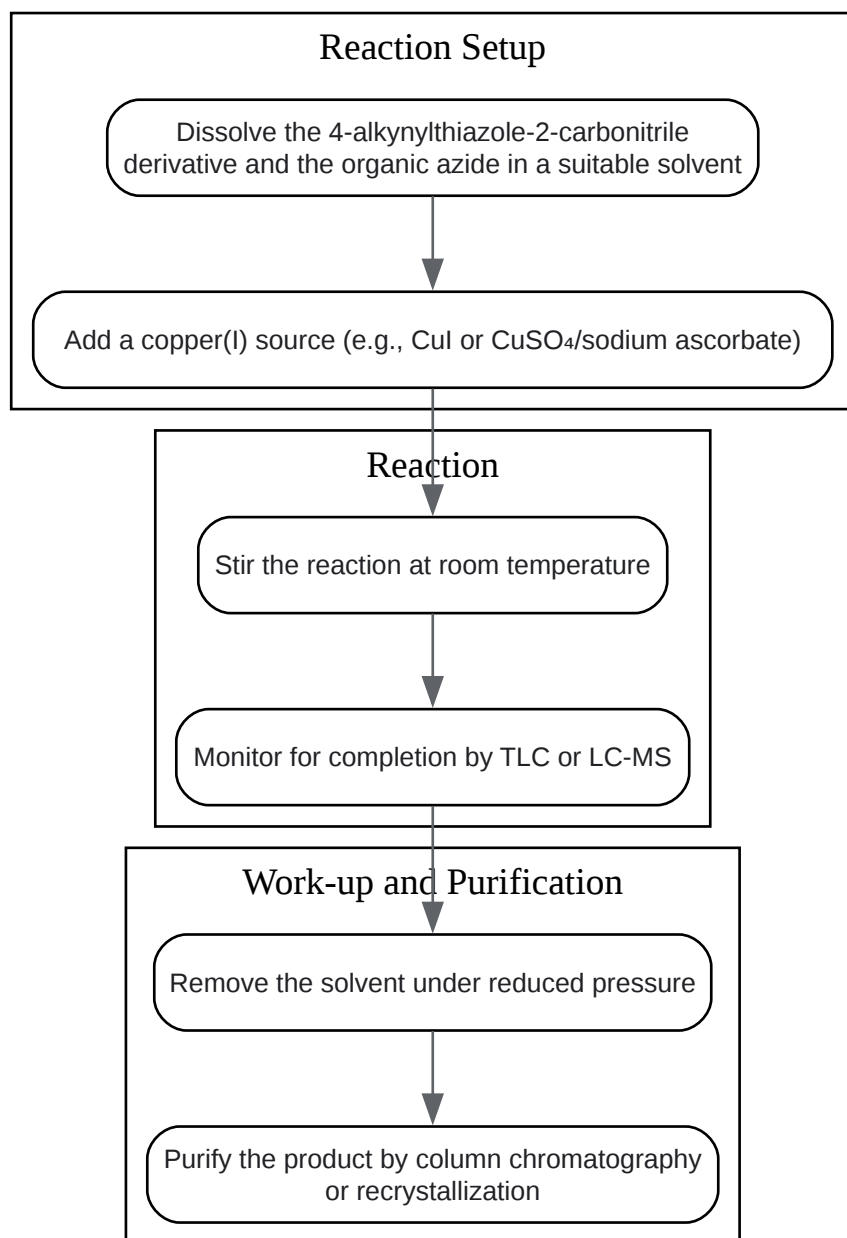 Reaction Setup
Dissolve the 4-alkynylthiazole-2-carbonitrile
derivative and the organic azide in a suitable solvent
Add a copper(I) source (e.g., CuI or CuSO₄/sodium ascorbate)
Reaction
Stir the reaction at room temperature
Monitor for completion by TLC or LC-MS
Work-up and Purification
Remove the solvent under reduced pressure
Purify the product by column chromatography
or recrystallization